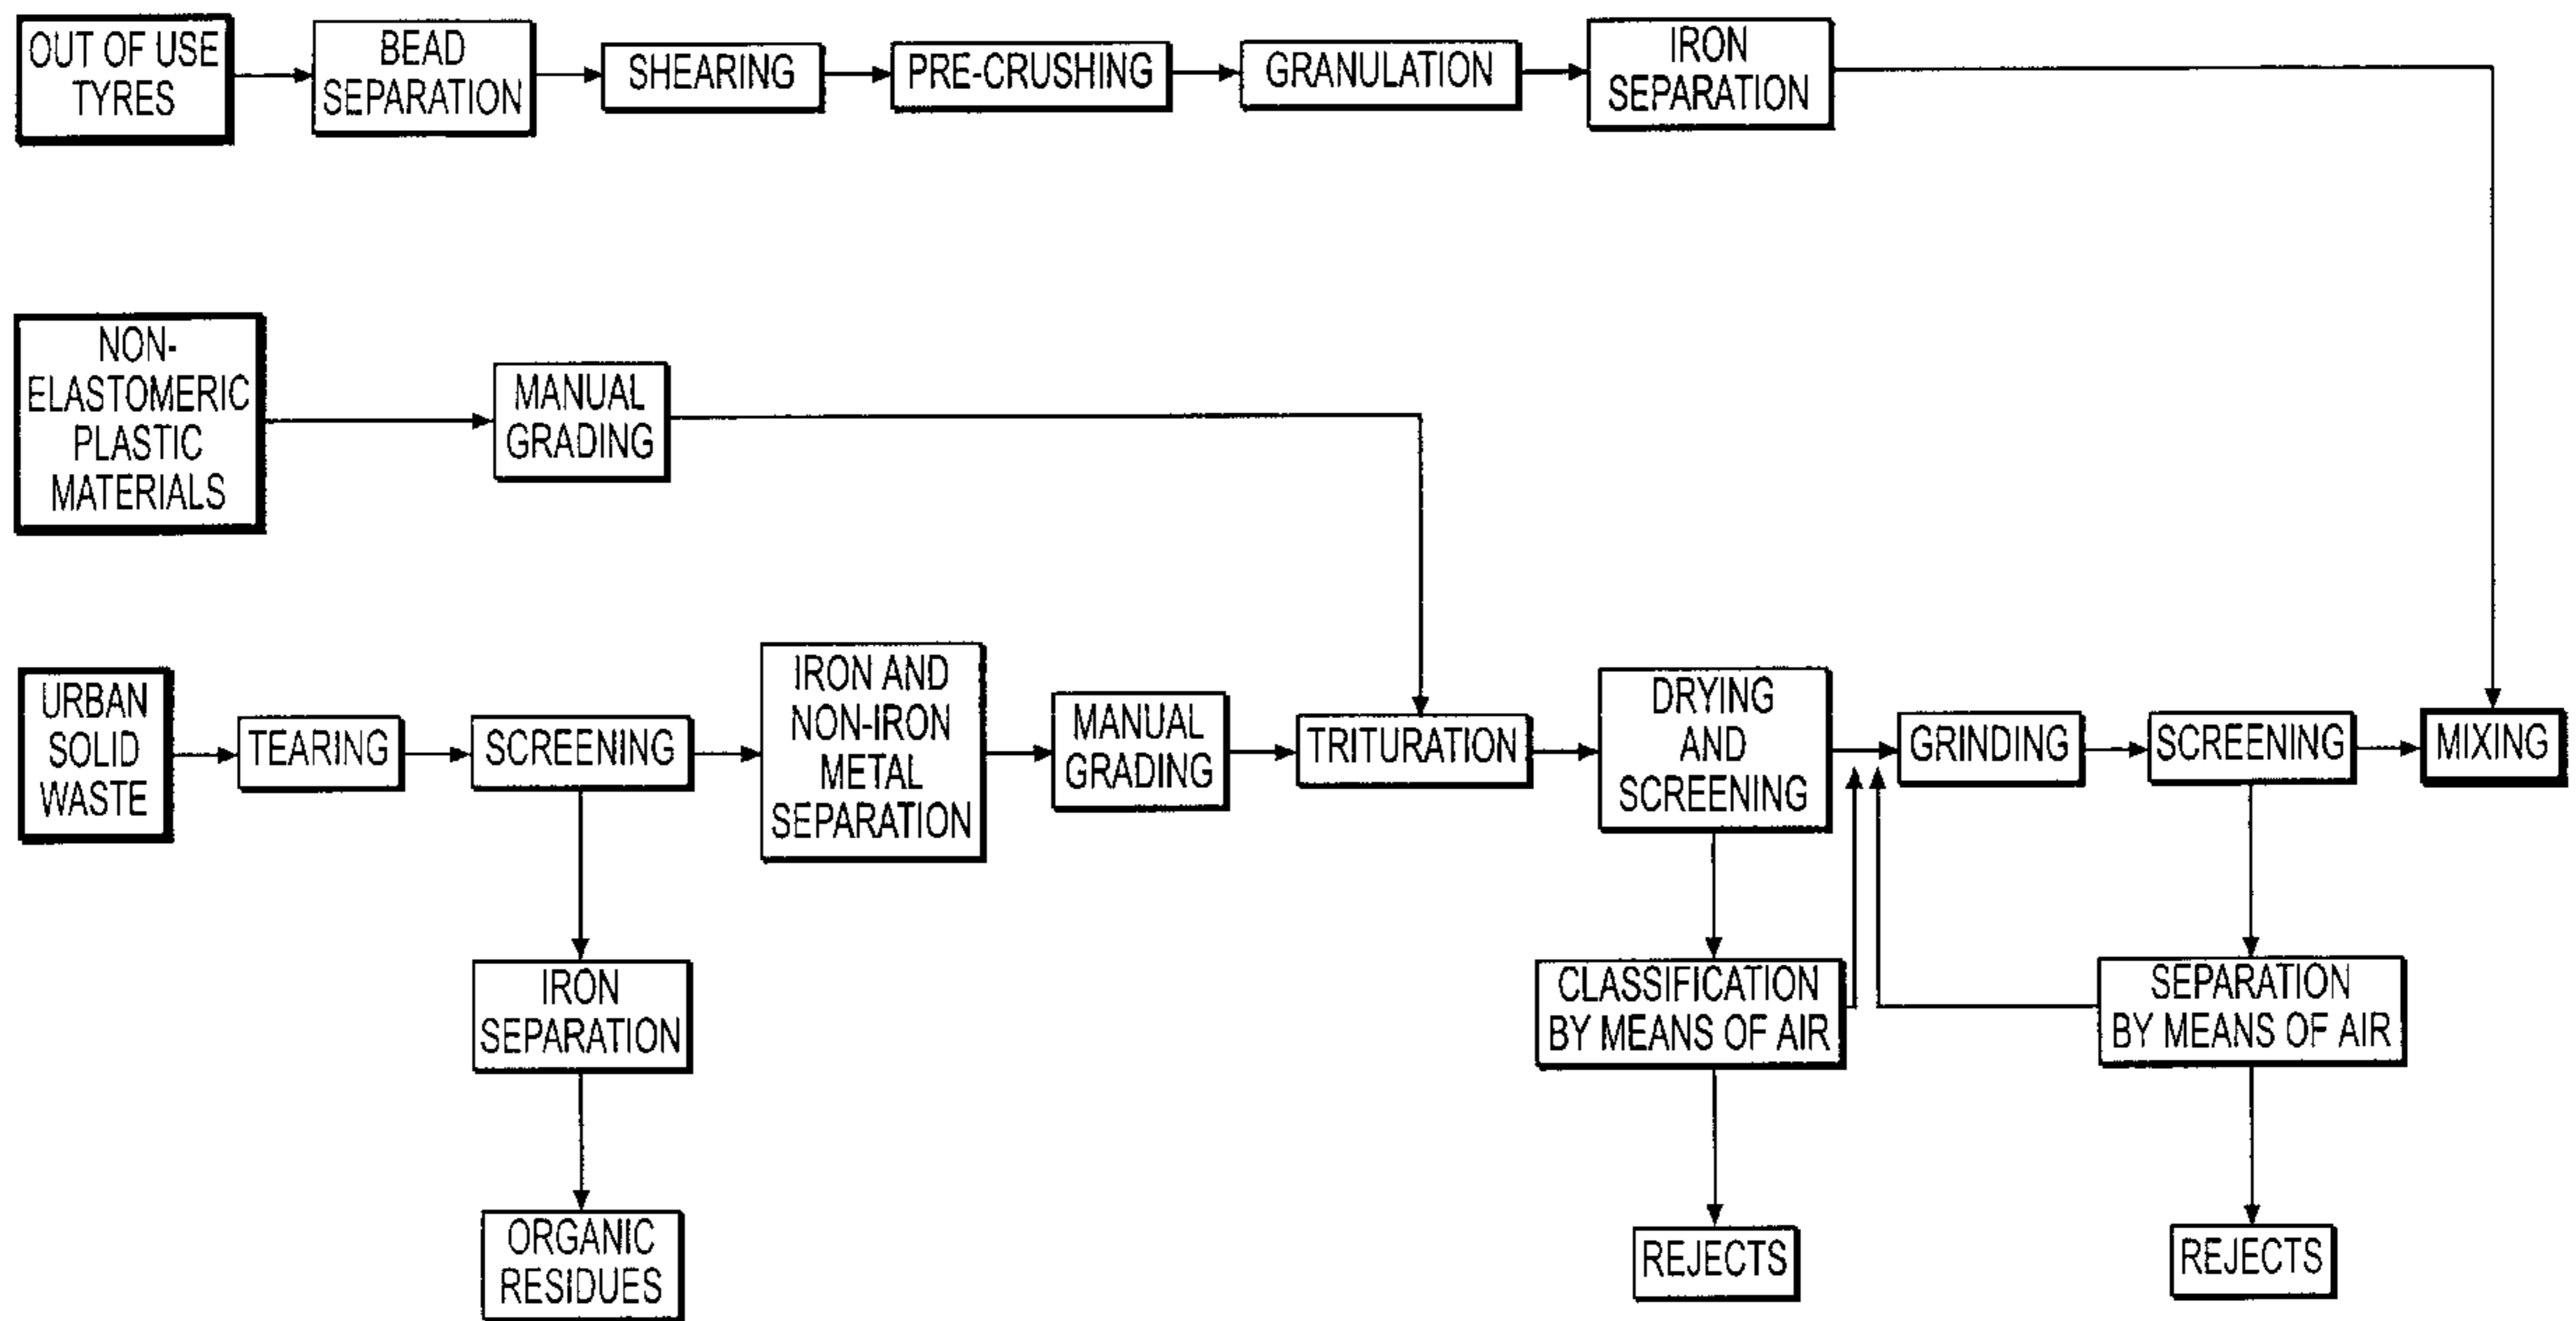 OUT OF USE
TYRES
BEAD
SEPARATION
SHEARING
PRE-CRUSHING
GRANULATION
IRON
SEPARATION
NON-
ELASTOMERIC
PLASTIC
MATERIALS
MANUAL
GRADING
URBAN
SOLID
WASTE
TEARING
SCREENING
IRON AND
NON-IRON
METAL
SEPARATION
MANUAL
GRADING
TRITURATION
DRYING
AND
SCREENING
GRINDING
SCREENING
MIXING
IRON
SEPARATION
CLASSIFICATION
BY MEANS OF AIR
SEPARATION
BY MEANS OF AIR
ORGANIC
RESIDUES
REJECTS
REJECTS